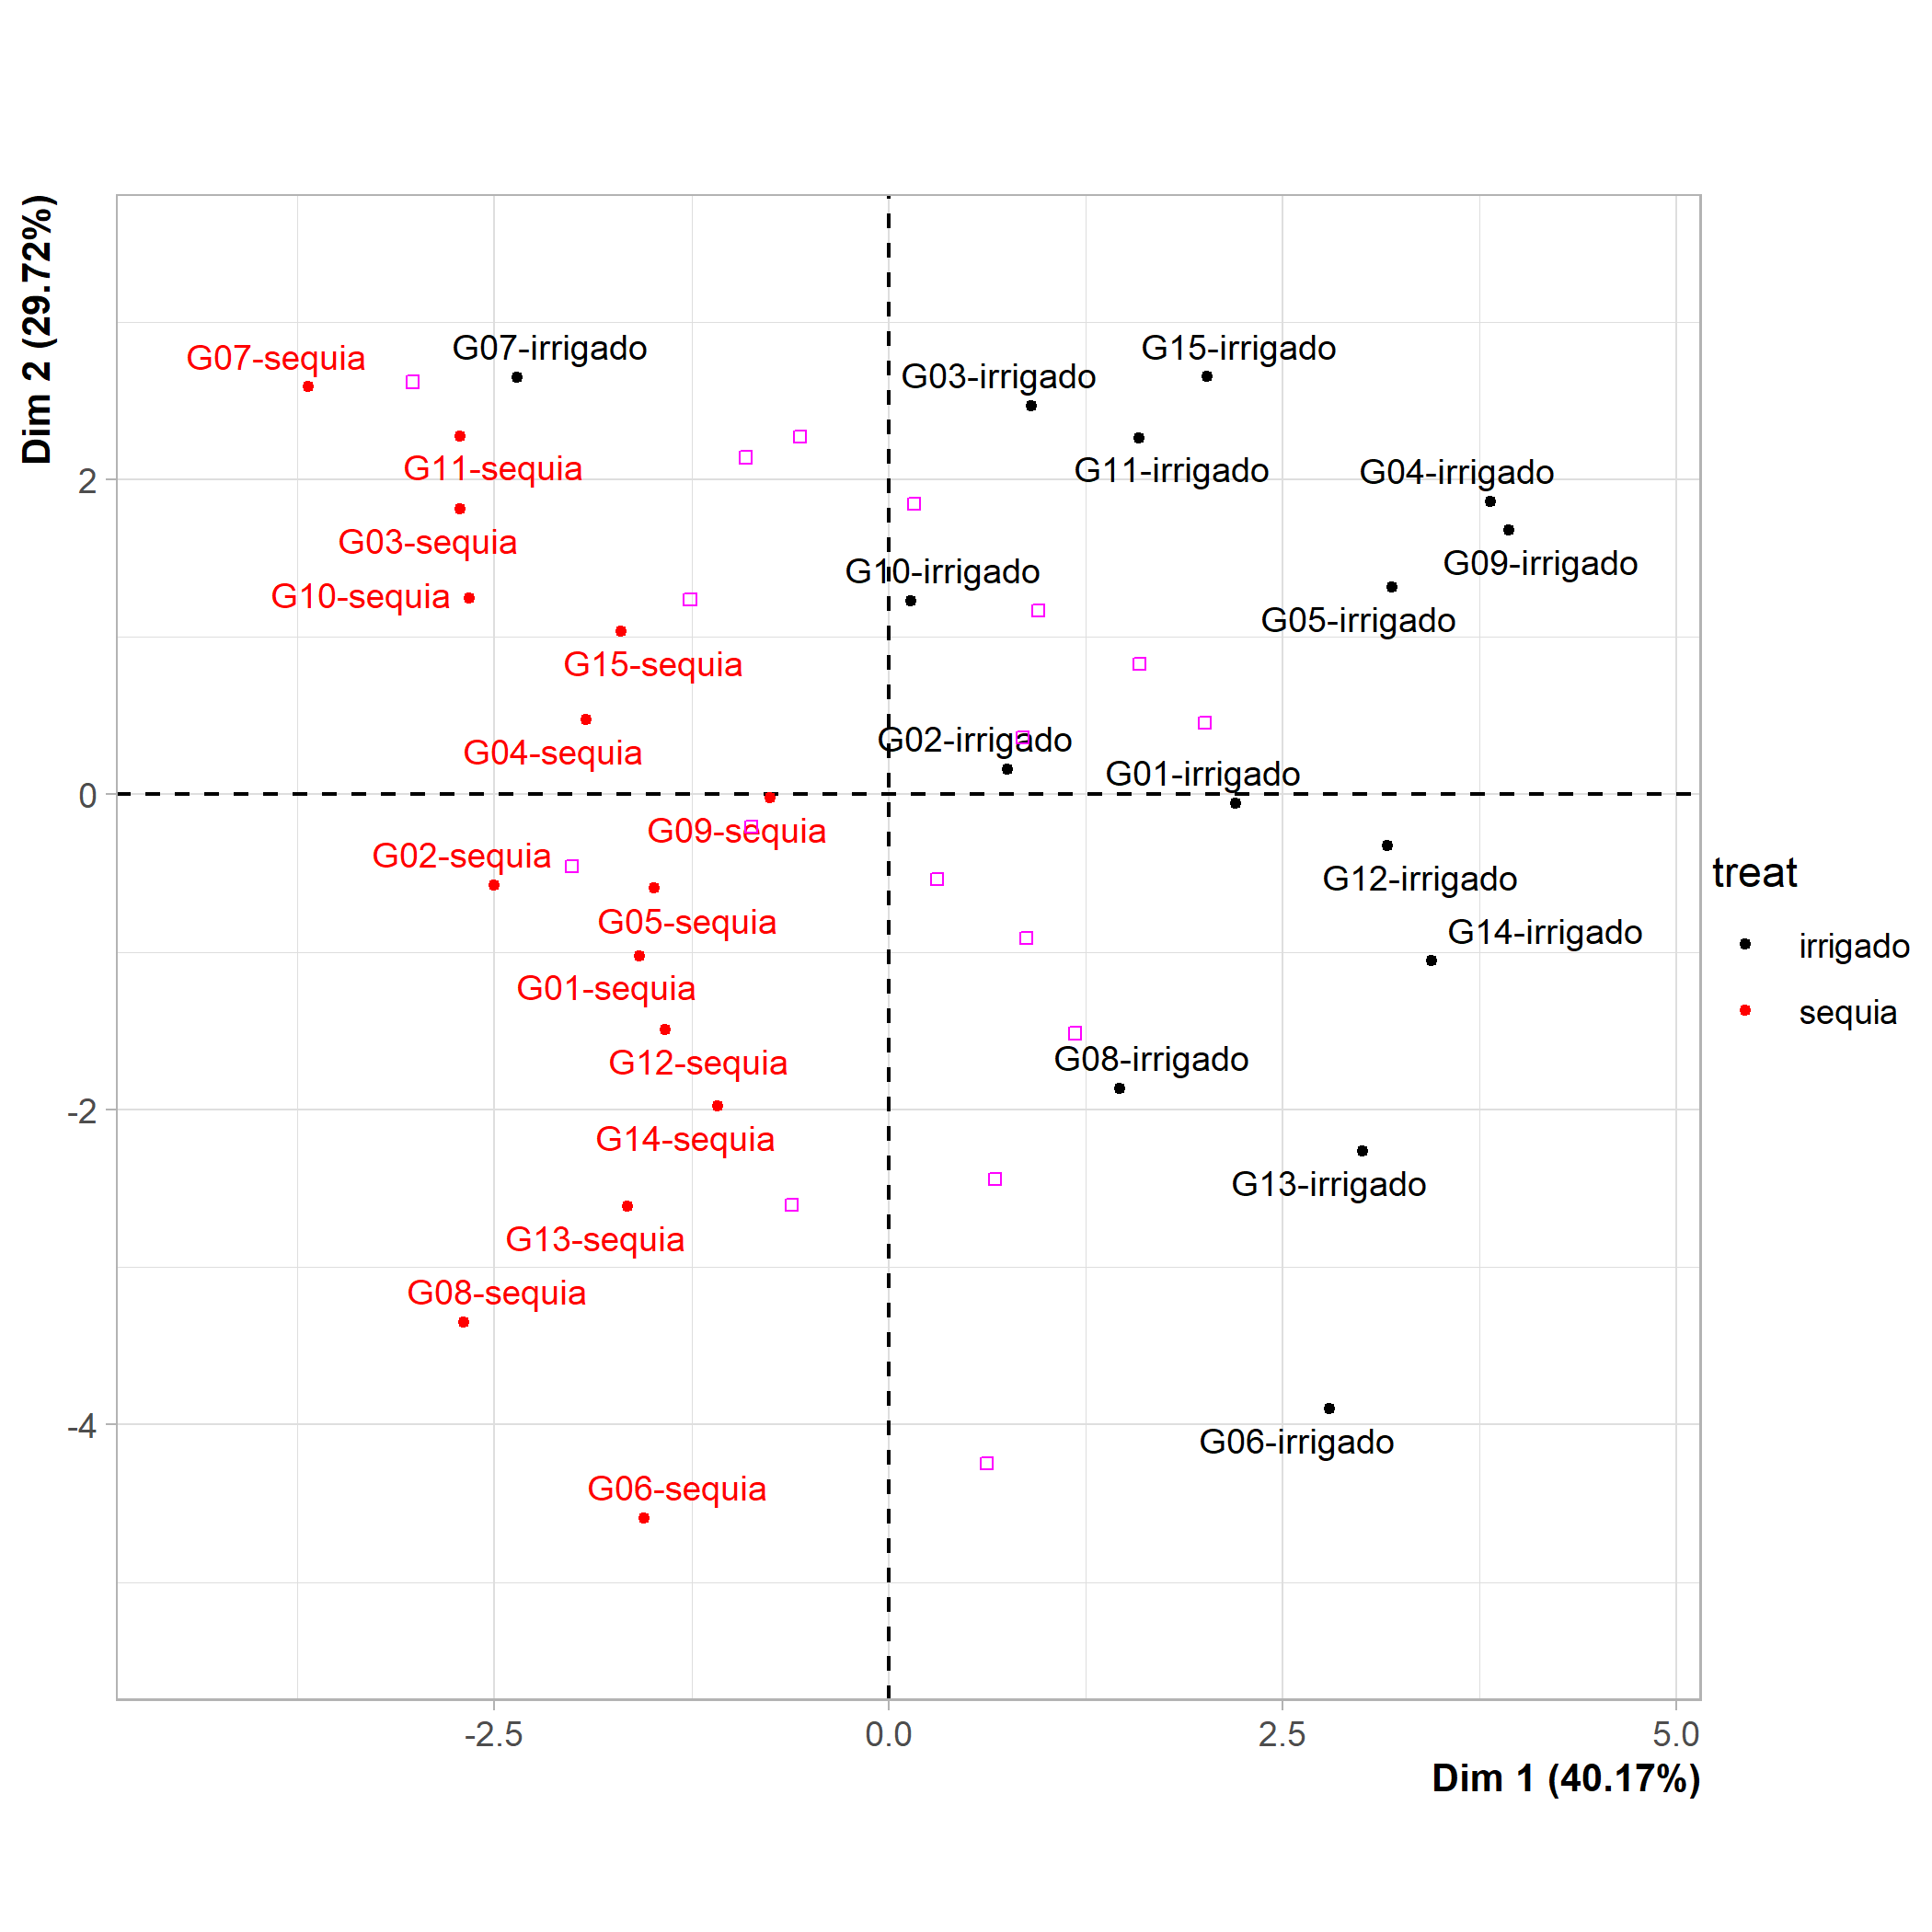 Dim 2 (29.72%)
G07-sequia
G07-irrigado
G15-irrigado
G03-irrigado
G11-sequia
G11-irrigado
G04-irrigado
2
G03-sequia
G09-irrigado
G10-irrigado
G10-sequia
G05-irrigado
G15-sequia
G04-sequia
G02-irrigado
G01-irrigado
0
G09-sequia
G02-sequia
G12-irrigado
treat
G05-sequia
G14-irrigado
irrigado
G01-sequia
sequia
G12-sequia
G08-irrigado
-2
G14-sequia
G13-irrigado
G13-sequia
G08-sequia
-4
G06-irrigado
G06-sequia
-2.5
0.0
2.5
5.0
Dim 1 (40.17%)